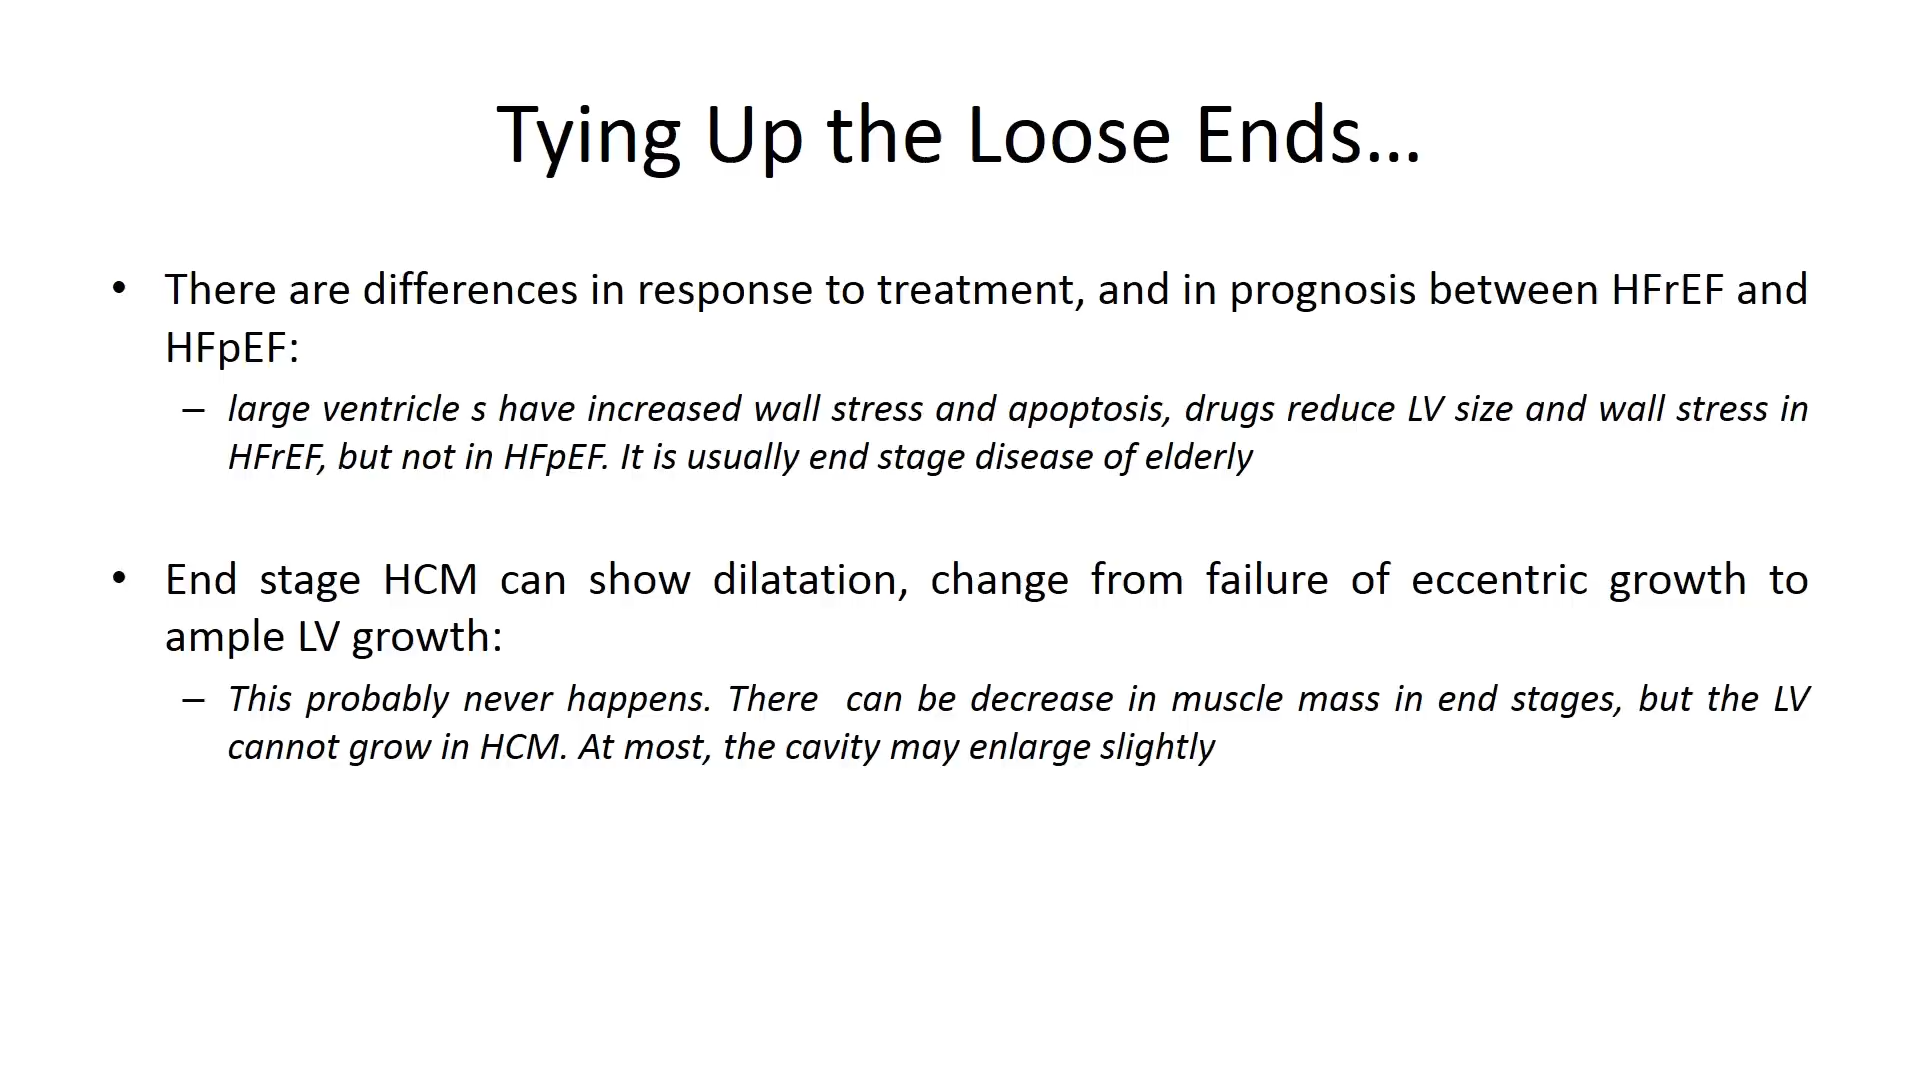 Tying Up the Loose Ends...
• There are differences in response to treatment, and in prognosis between HFrEF and
HFpEF:
– large ventricle s have increased wall stress and apoptosis, drugs reduce LV size and wall stress in
HFrEF, but not in HFpEF. It is usually end stage disease of elderly
• End stage HCM can show dilatation, change from failure of eccentric growth to
ample LV growth:
– This probably never happens. There  can be decrease in muscle mass in end stages, but the LV
cannot grow in HCM. At most, the cavity may enlarge slightly